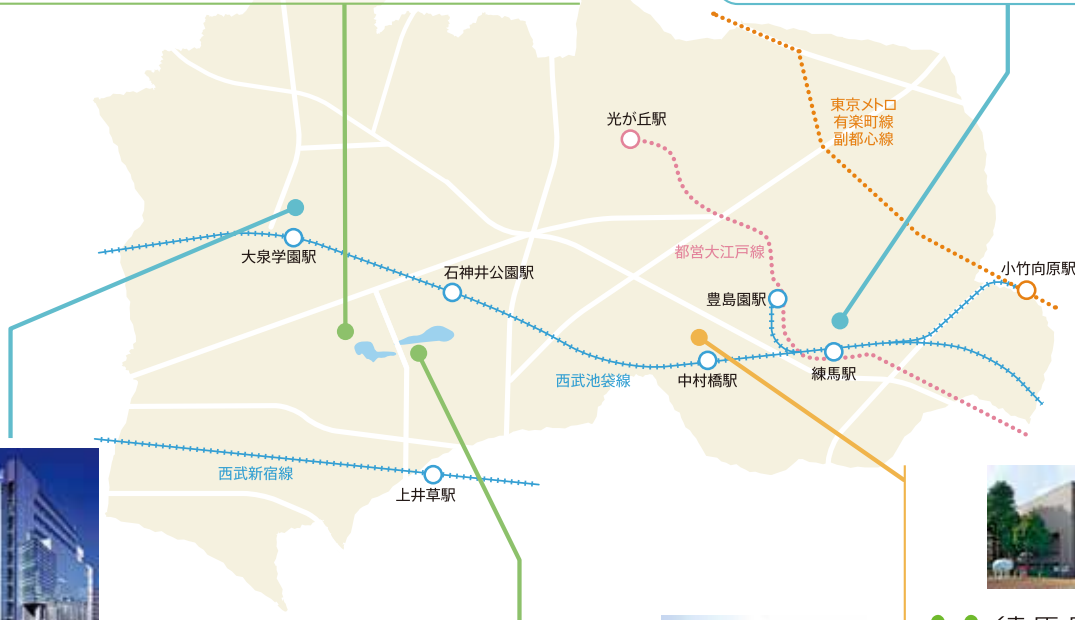 東京メトロ
有楽町線
副都心線
光が丘駅
都営大江戸線
大泉学園駅
石神井公園駅
小竹向原駅
豊島園駅
西武池袋線
中村橋駅
練馬駅
西武新宿線
上井草駅